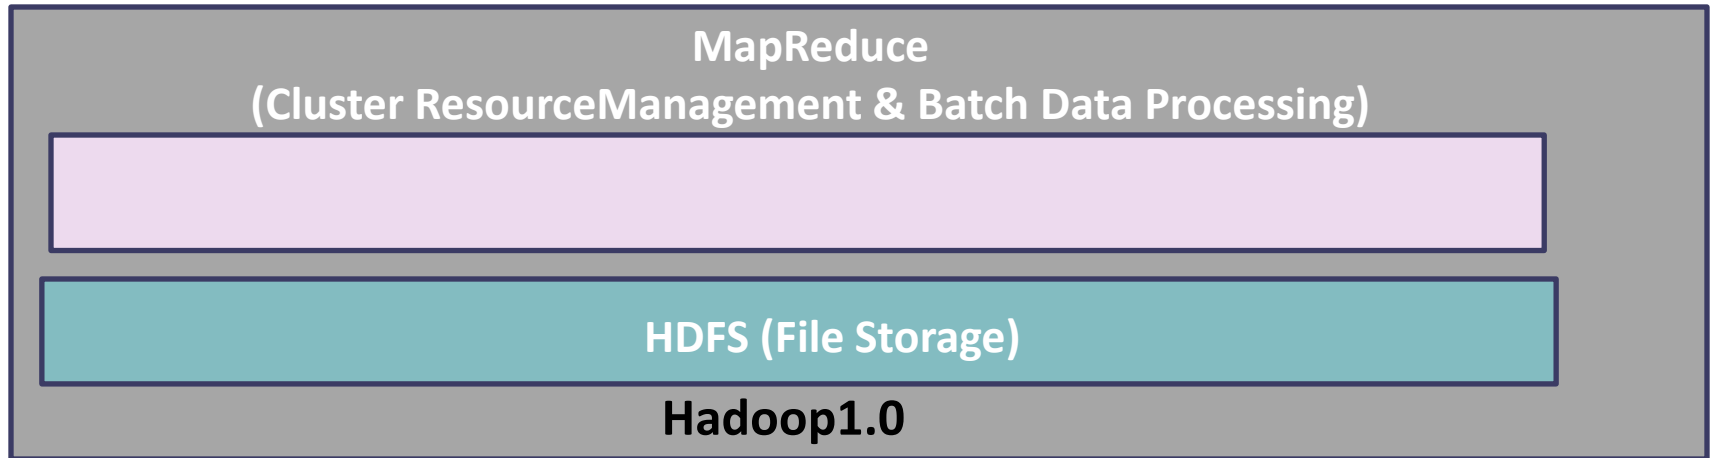 MapReduce
(Cluster ResourceManagement & Batch Data Processing)
HDFS (File Storage)
Hadoop1.0